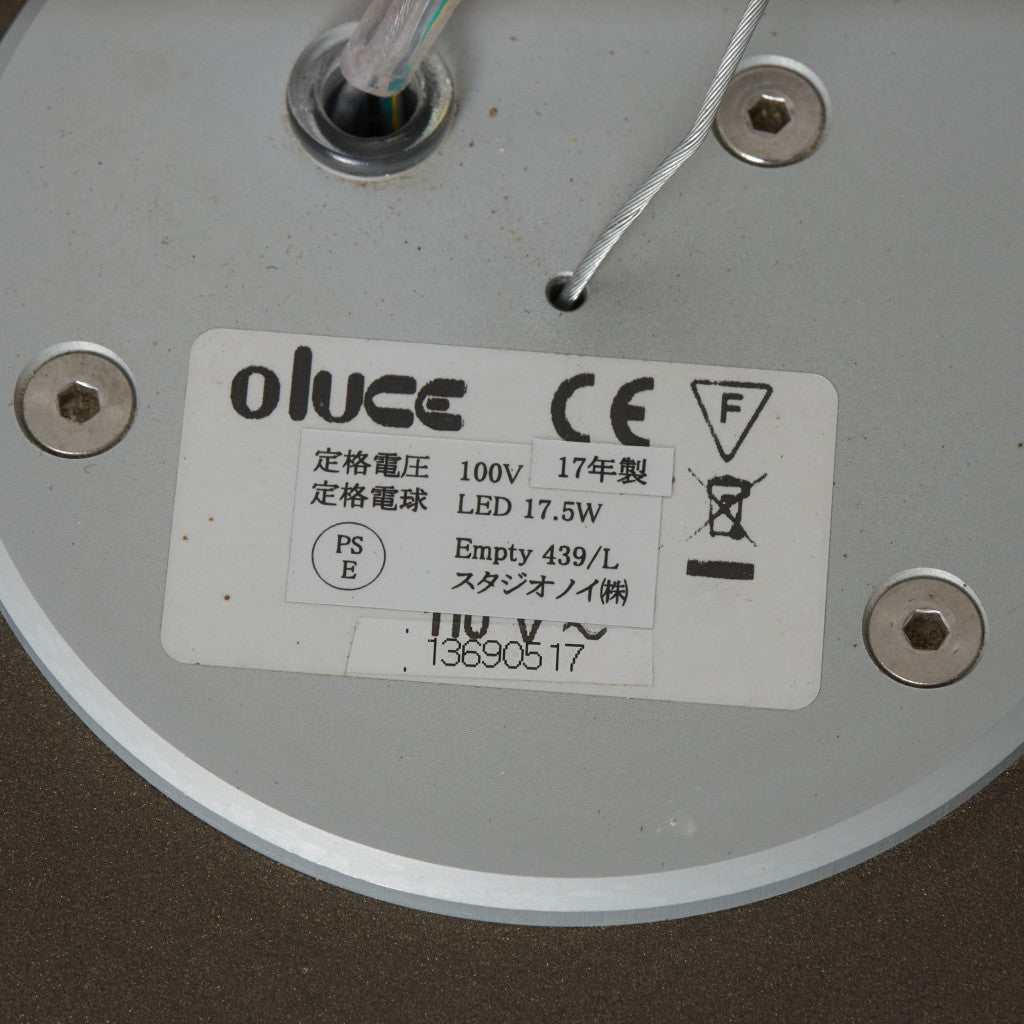 oluce CE F
定格電圧 100V 17年製
定格電球 LED 17.5W
PS
E
Empty 439/L
スタジオノイ㈱
110 V ~
13690517